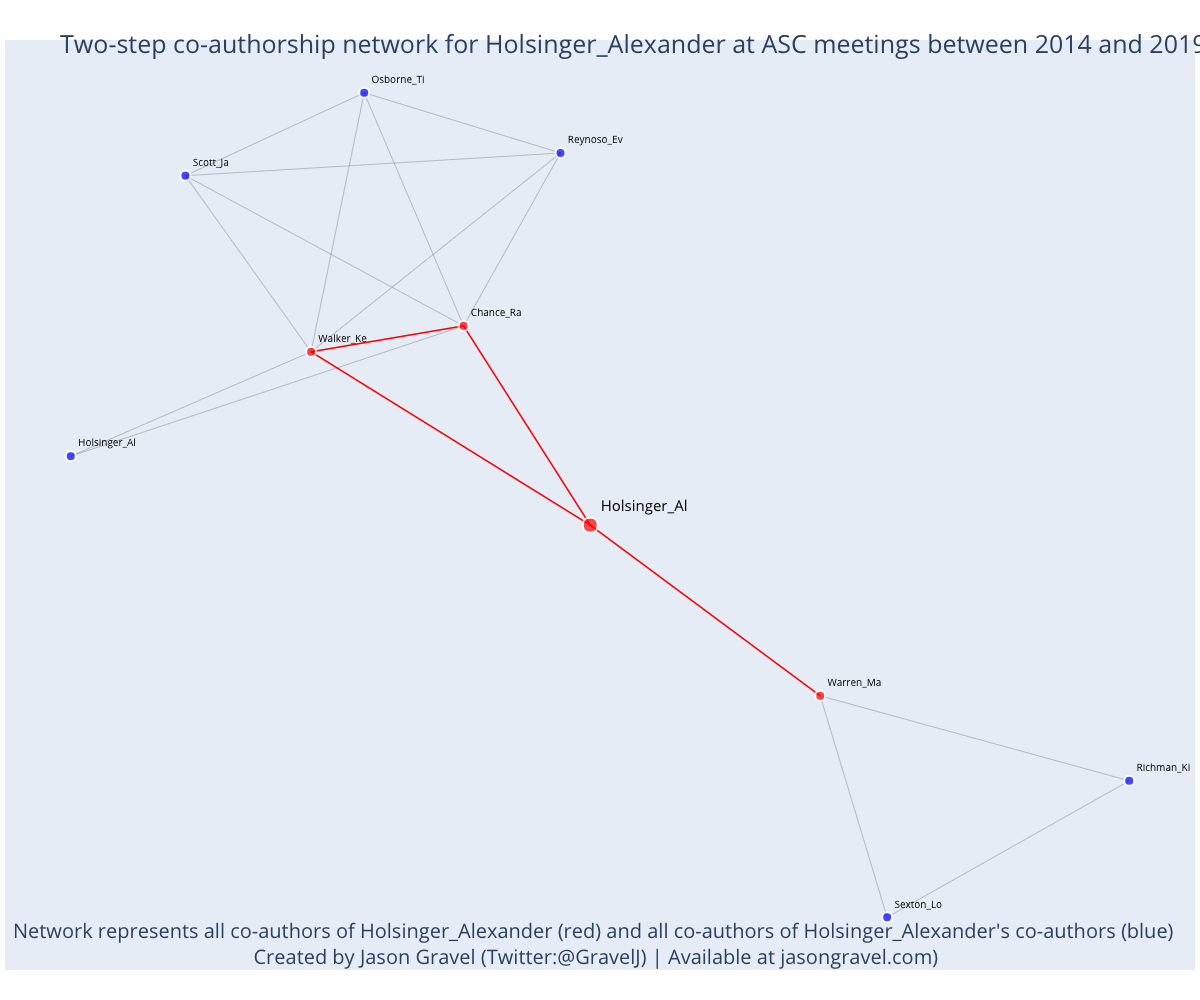 Two-step co-authorship network for Holsinger_Alexander at ASC meetings between 2014 and 2019
Osborne_Ti
Reynoso_Ev
Scott_Ja
Chance_Ra
Walker_Ke
Holsinger_Al
Holsinger_Al
Warren_Ma
Richman_Ki
Sexton_Lo
Network represents all co-authors of Holsinger_Alexander (red) and all co-authors of Holsinger_Alexander's co-authors (blue)
Created by Jason Gravel (Twitter:@GravelJ) | Available at jasongravel.com)